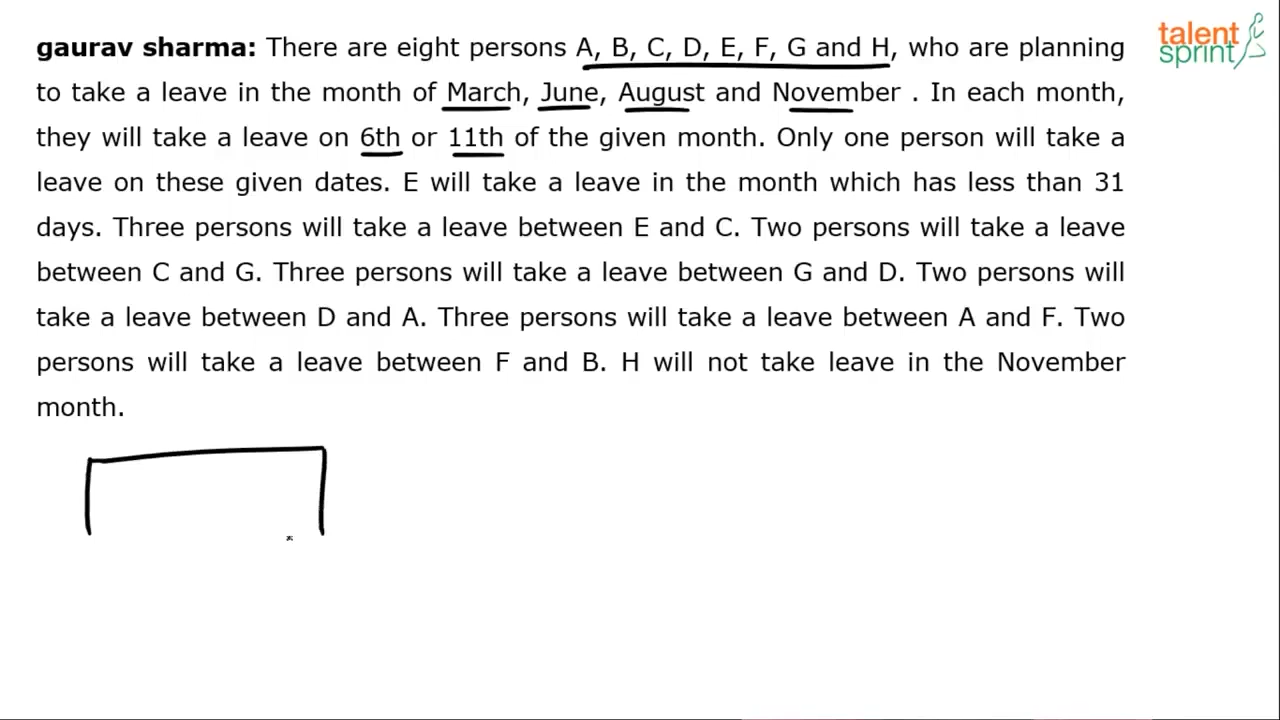 talent
sprint
gaurav sharma: There are eight persons A, B, C, D, E, F, G and H, who are planning
to take a leave in the month of March, June, August and November . In each month,
they will take a leave on 6th or 11th of the given month. Only one person will take a
leave on these given dates. E will take a leave in the month which has less than 31
days. Three persons will take a leave between E and C. Two persons will take a leave
between C and G. Three persons will take a leave between G and D. Two persons will
take a leave between D and A. Three persons will take a leave between A and F. Two
persons will take a leave between F and B. H will not take leave in the November
month.